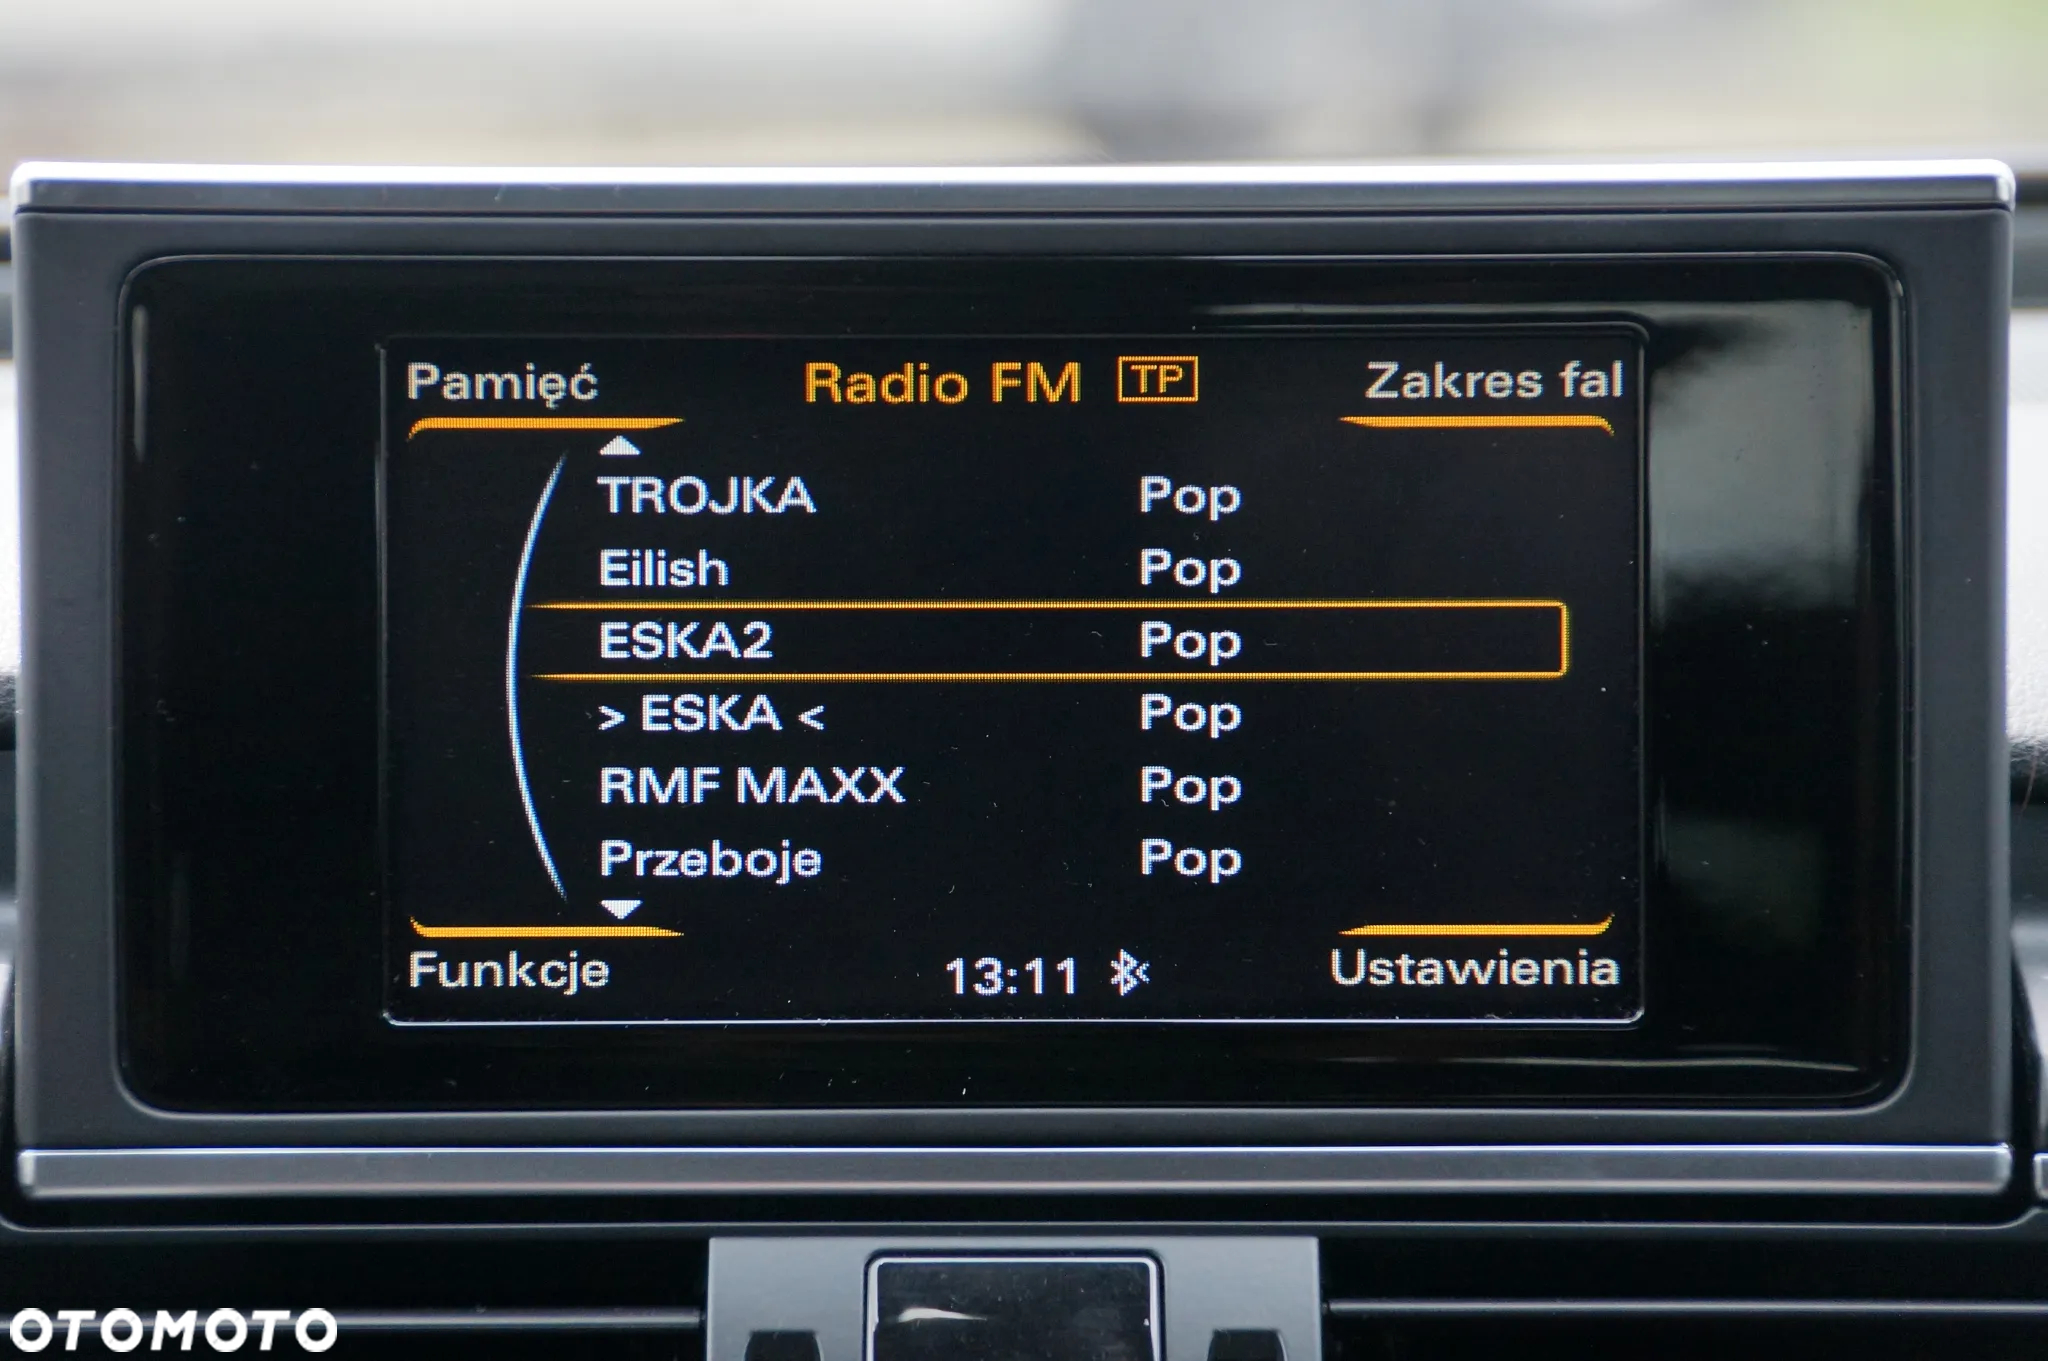 Pamięć Radio FM TP Zakres fal
TROJKA Pop
Eilish Pop
ESKA2 Pop
> ESKA < Pop
RMF MAXX Pop
Przeboje Pop
Funkcje 13:11 Ustawienia
OTOMOTO